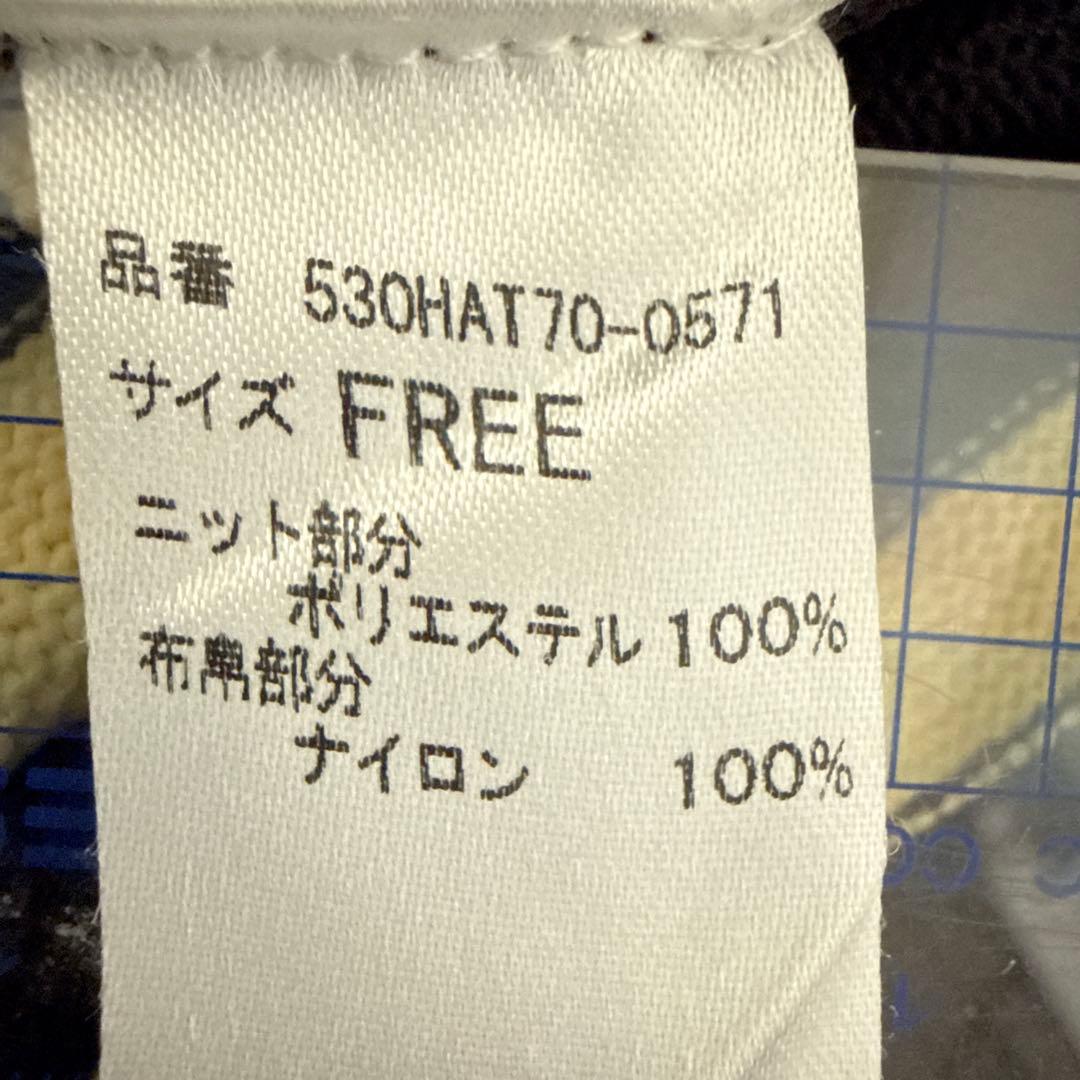 品番 530HAT70-0571
サイズ FREE
ニット部分
ポリエステル 100%
布帛部分
ナイロン 100%